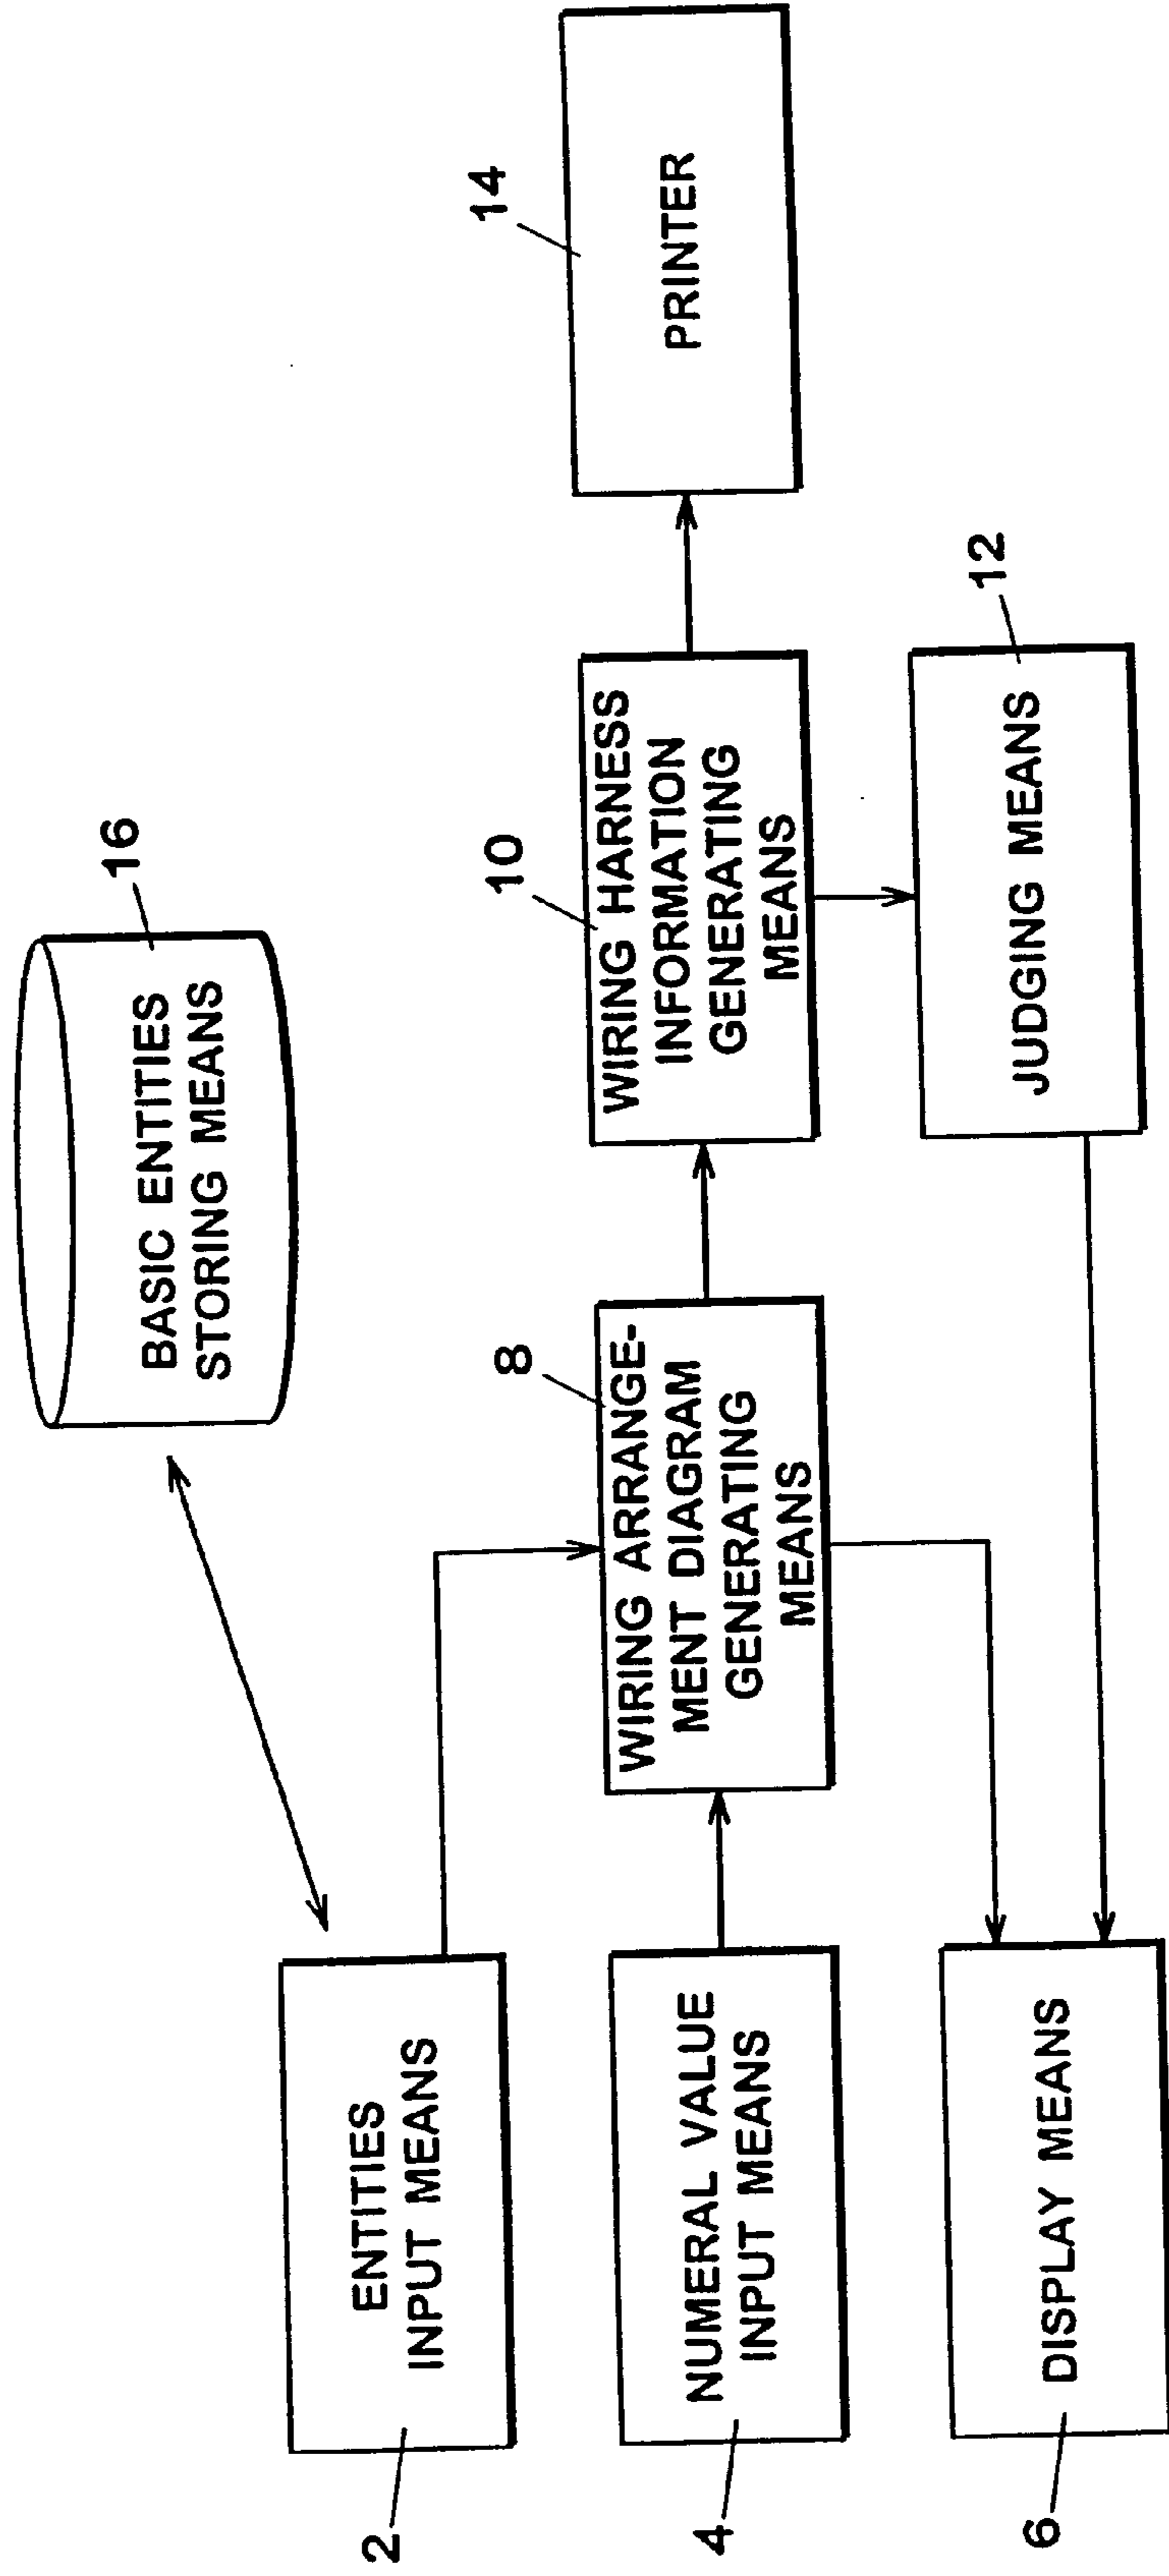 16
BASIC ENTITIES
STORING MEANS
2
ENTITIES
INPUT MEANS
14
PRINTER
10
WIRING HARNESS
INFORMATION
GENERATING
MEANS
8
WIRING ARRANGE-
MENT DIAGRAM
GENERATING
MEANS
4
NUMERAL VALUE
INPUT MEANS
12
JUDGING MEANS
6
DISPLAY MEANS